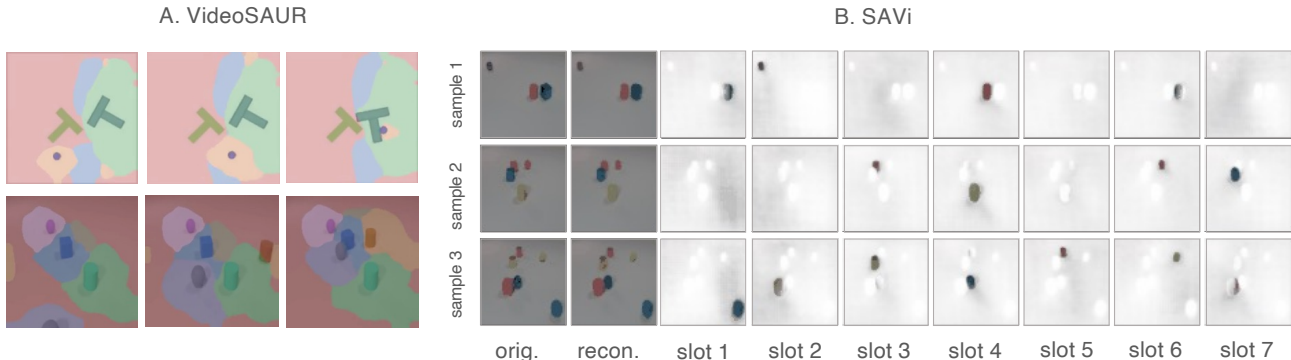 A. VideoSAUR
B. SAVi
sample 1
sample 2
sample 3
orig. recon. slot 1 slot 2 slot 3 slot 4 slot 5 slot 6 slot 7